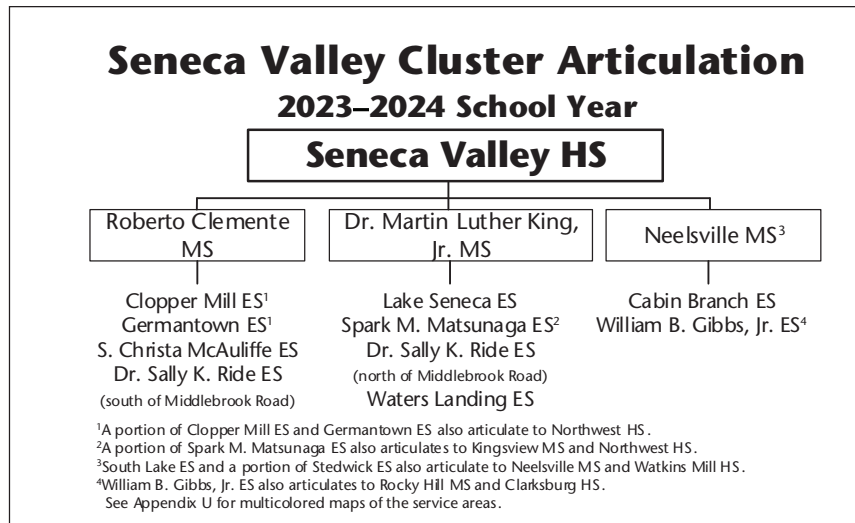 Seneca Valley Cluster Articulation
2023–2024 School Year
Seneca Valley HS
Roberto Clemente
MS
Dr. Martin Luther King,
Jr. MS
Neelsville MS³
Clopper Mill ES¹
Germantown ES¹
S. Christa McAuliffe ES
Dr. Sally K. Ride ES
(south of Middlebrook Road)
Lake Seneca ES
Spark M. Matsunaga ES²
Dr. Sally K. Ride ES
(north of Middlebrook Road)
Waters Landing ES
Cabin Branch ES
William B. Gibbs, Jr. ES⁴
¹A portion of Clopper Mill ES and Germantown ES also articulate to Northwest HS.
²A portion of Spark M. Matsunaga ES also articulates to Kingsview MS and Northwest HS.
³South Lake ES and a portion of Stedwick ES also articulate to Neelsville MS and Watkins Mill HS.
⁴William B. Gibbs, Jr. ES also articulates to Rocky Hill MS and Clarksburg HS.
See Appendix U for multicolored maps of the service areas.